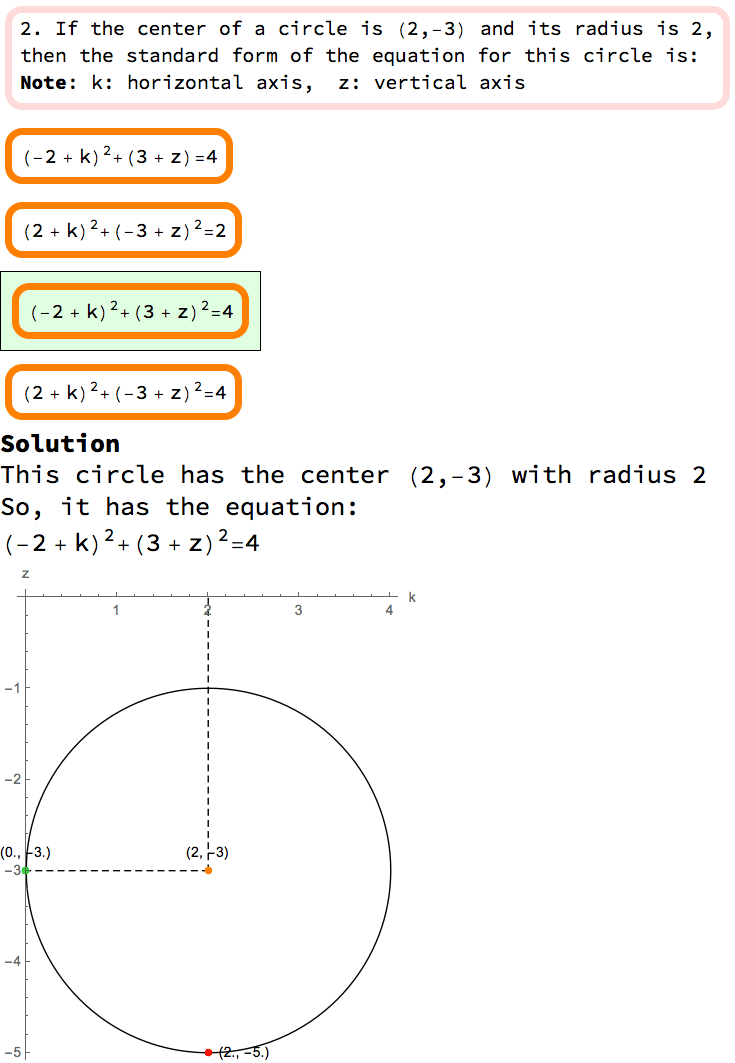 2. If the center of a circle is (2,-3) and its radius is 2,
then the standard form of the equation for this circle is:
Note: k: horizontal axis,  z: vertical axis
(-2 + k)²+(3 + z)=4
(2 + k)²+(-3 + z)²=2
(-2 + k)²+(3 + z)²=4
(2 + k)²+(-3 + z)²=4
Solution
This circle has the center (2,-3) with radius 2
So, it has the equation:
(-2 + k)²+(3 + z)²=4
z
k
1 2 3 4
-1
-2
(0., -3.) (2, -3)
-3
-4
-5 (2., -5.)